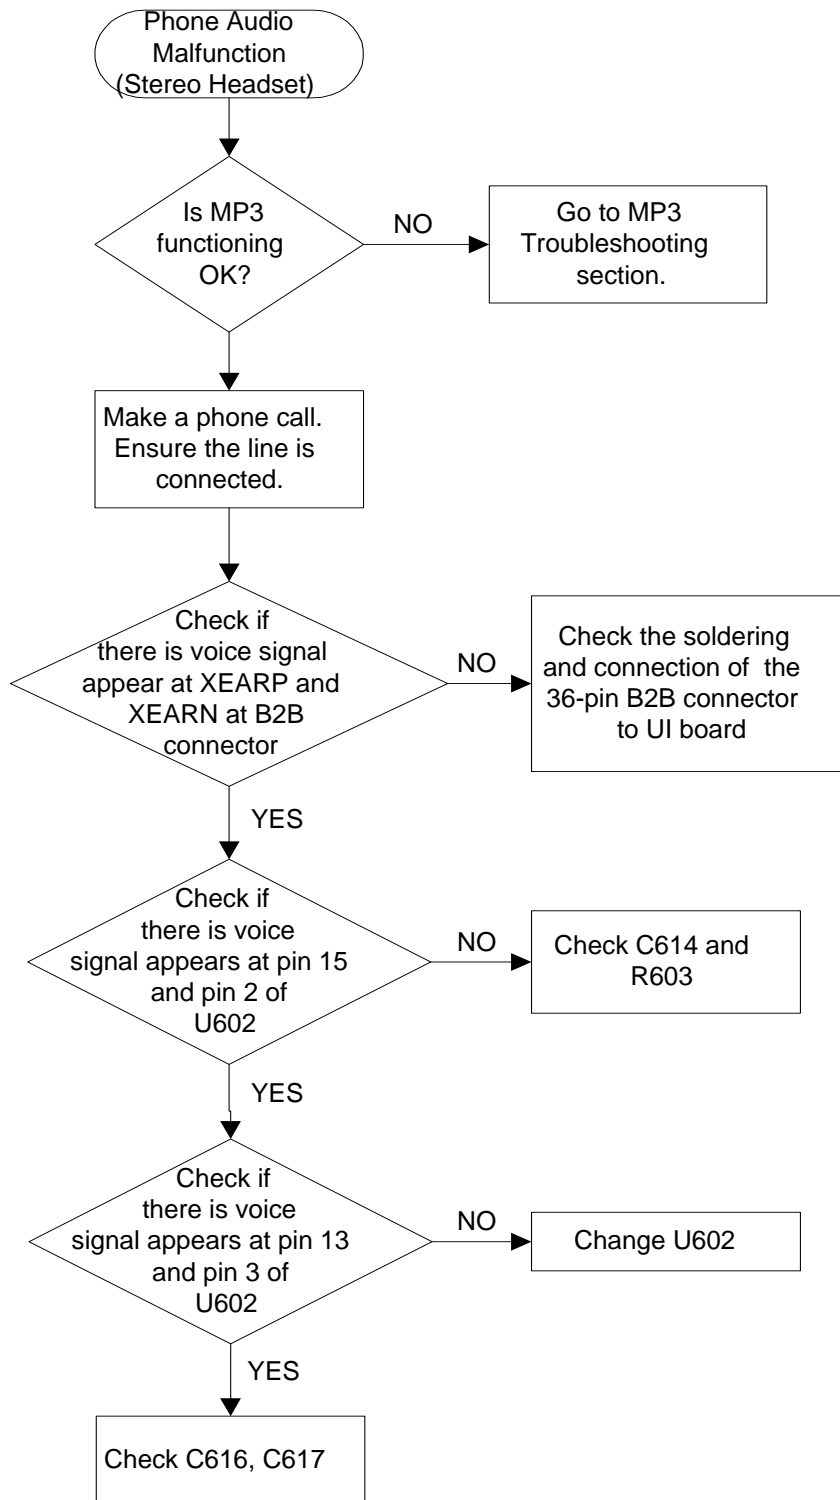 Phone Audio
Malfunction
(Stereo Headset)
Is MP3
functioning
OK?
NO
Go to MP3
Troubleshooting
section.
Make a phone call.
Ensure the line is
connected.
Check if
there is voice signal
appear at XEARP and
XEARN at B2B
connector
NO
Check the soldering
and connection of  the
36-pin B2B connector
to UI board
YES
Check if
there is voice
signal appears at pin 15
and pin 2 of
U602
NO
Check C614 and
R603
YES
Check if
there is voice
signal appears at pin 13
and pin 3 of
U602
NO
Change U602
YES
Check C616, C617